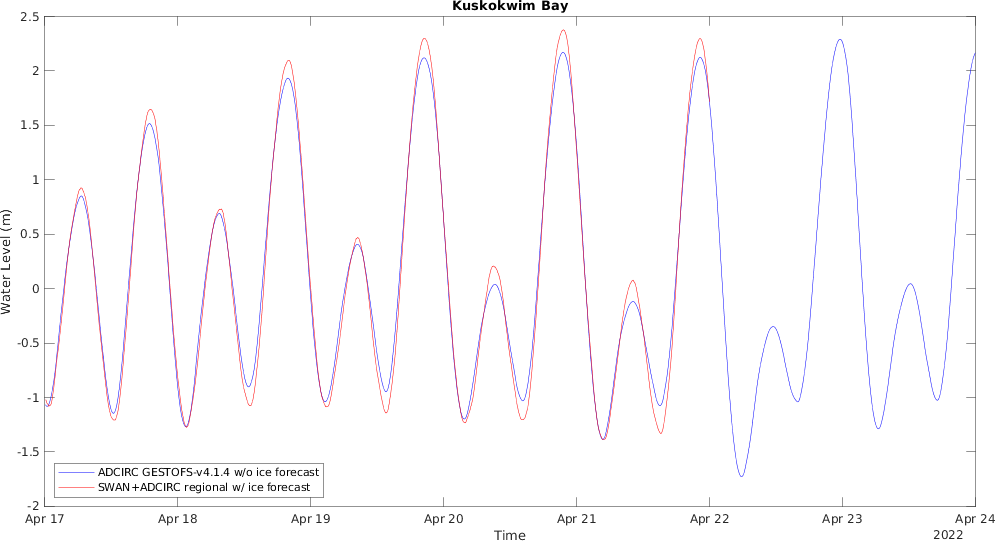 Kuskokwim Bay
2.5
2
1.5
1
0.5
0
-0.5
-1
-1.5
-2
Water Level (m)
ADCIRC GESTOFS-v4.1.4 w/o ice forecast
SWAN+ADCIRC regional w/ ice forecast
Apr 17 Apr 18 Apr 19 Apr 20 Apr 21 Apr 22 Apr 23 Apr 24
Time
2022